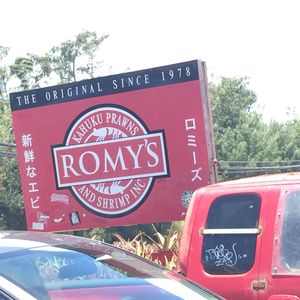 THE ORIGINAL SINCE 1978
KAHUKU PRAWNS
ROMY'S
AND SHRIMP INC
新鮮なエビ
ロミーズ